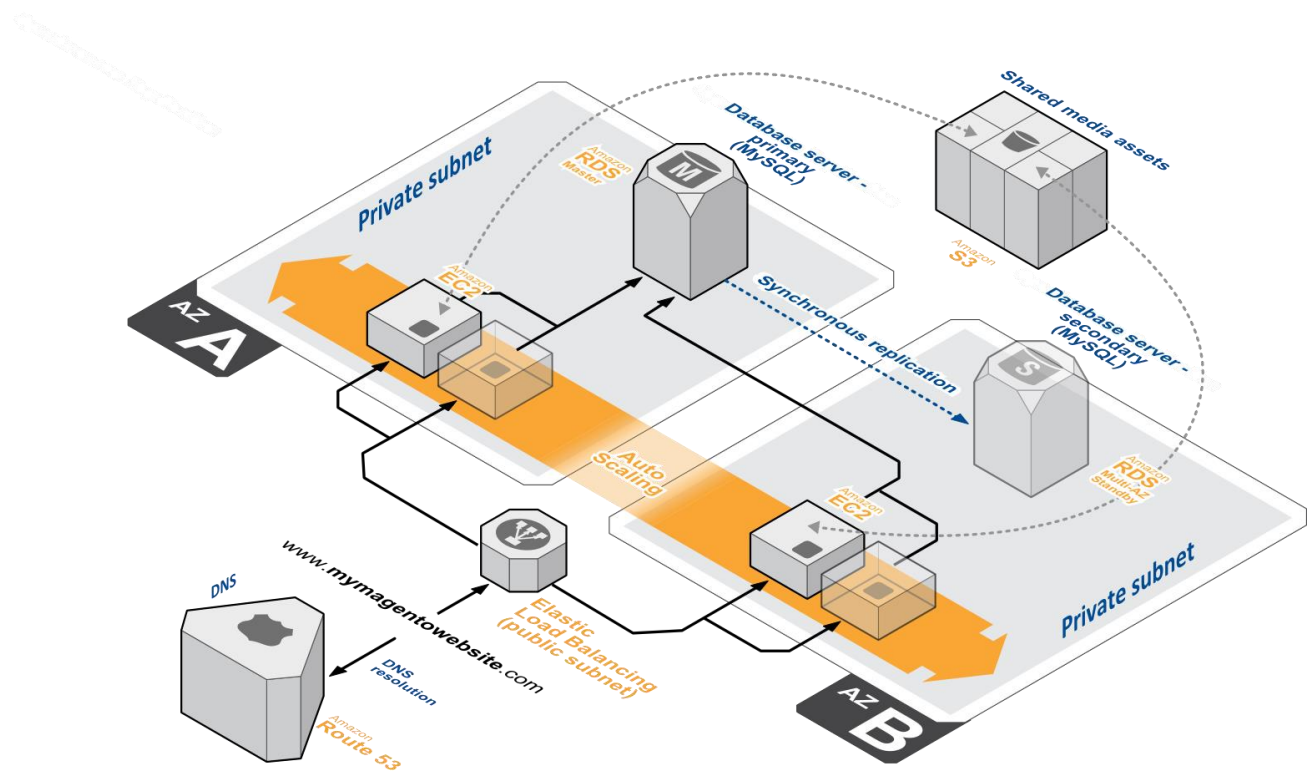 Shared media assets
Amazon
S3
Database server -
primary
(MySQL)
Amazon
RDS
Master
M
Private subnet
Amazon
EC2
AZ
A
Synchronous replication
Database server -
secondary
(MySQL)
S
Amazon
RDS
Multi-AZ
Standby
Auto
Scaling
Amazon
EC2
Private subnet
AZ
B
www.mymagentowebsite.com
Elastic
Load Balancing
(public subnet)
DNS
DNS
resolution
Amazon
Route 53